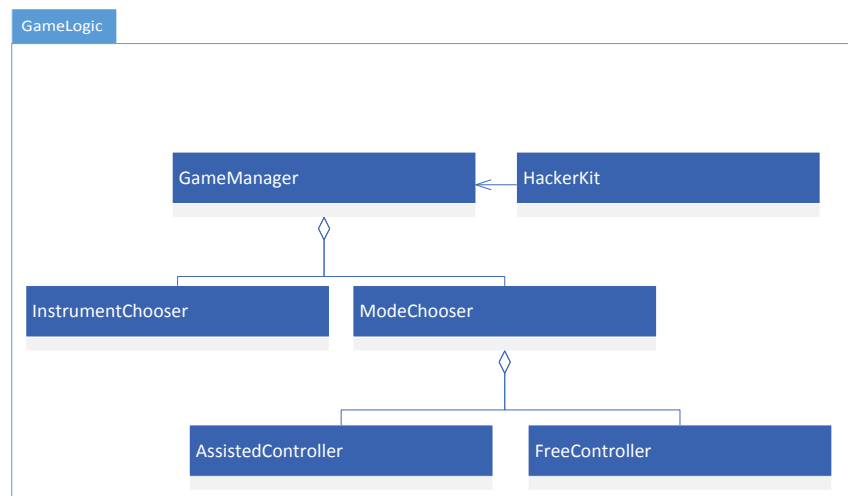 GameLogic
GameManager
HackerKit
InstrumentChooser
ModeChooser
AssistedController
FreeController